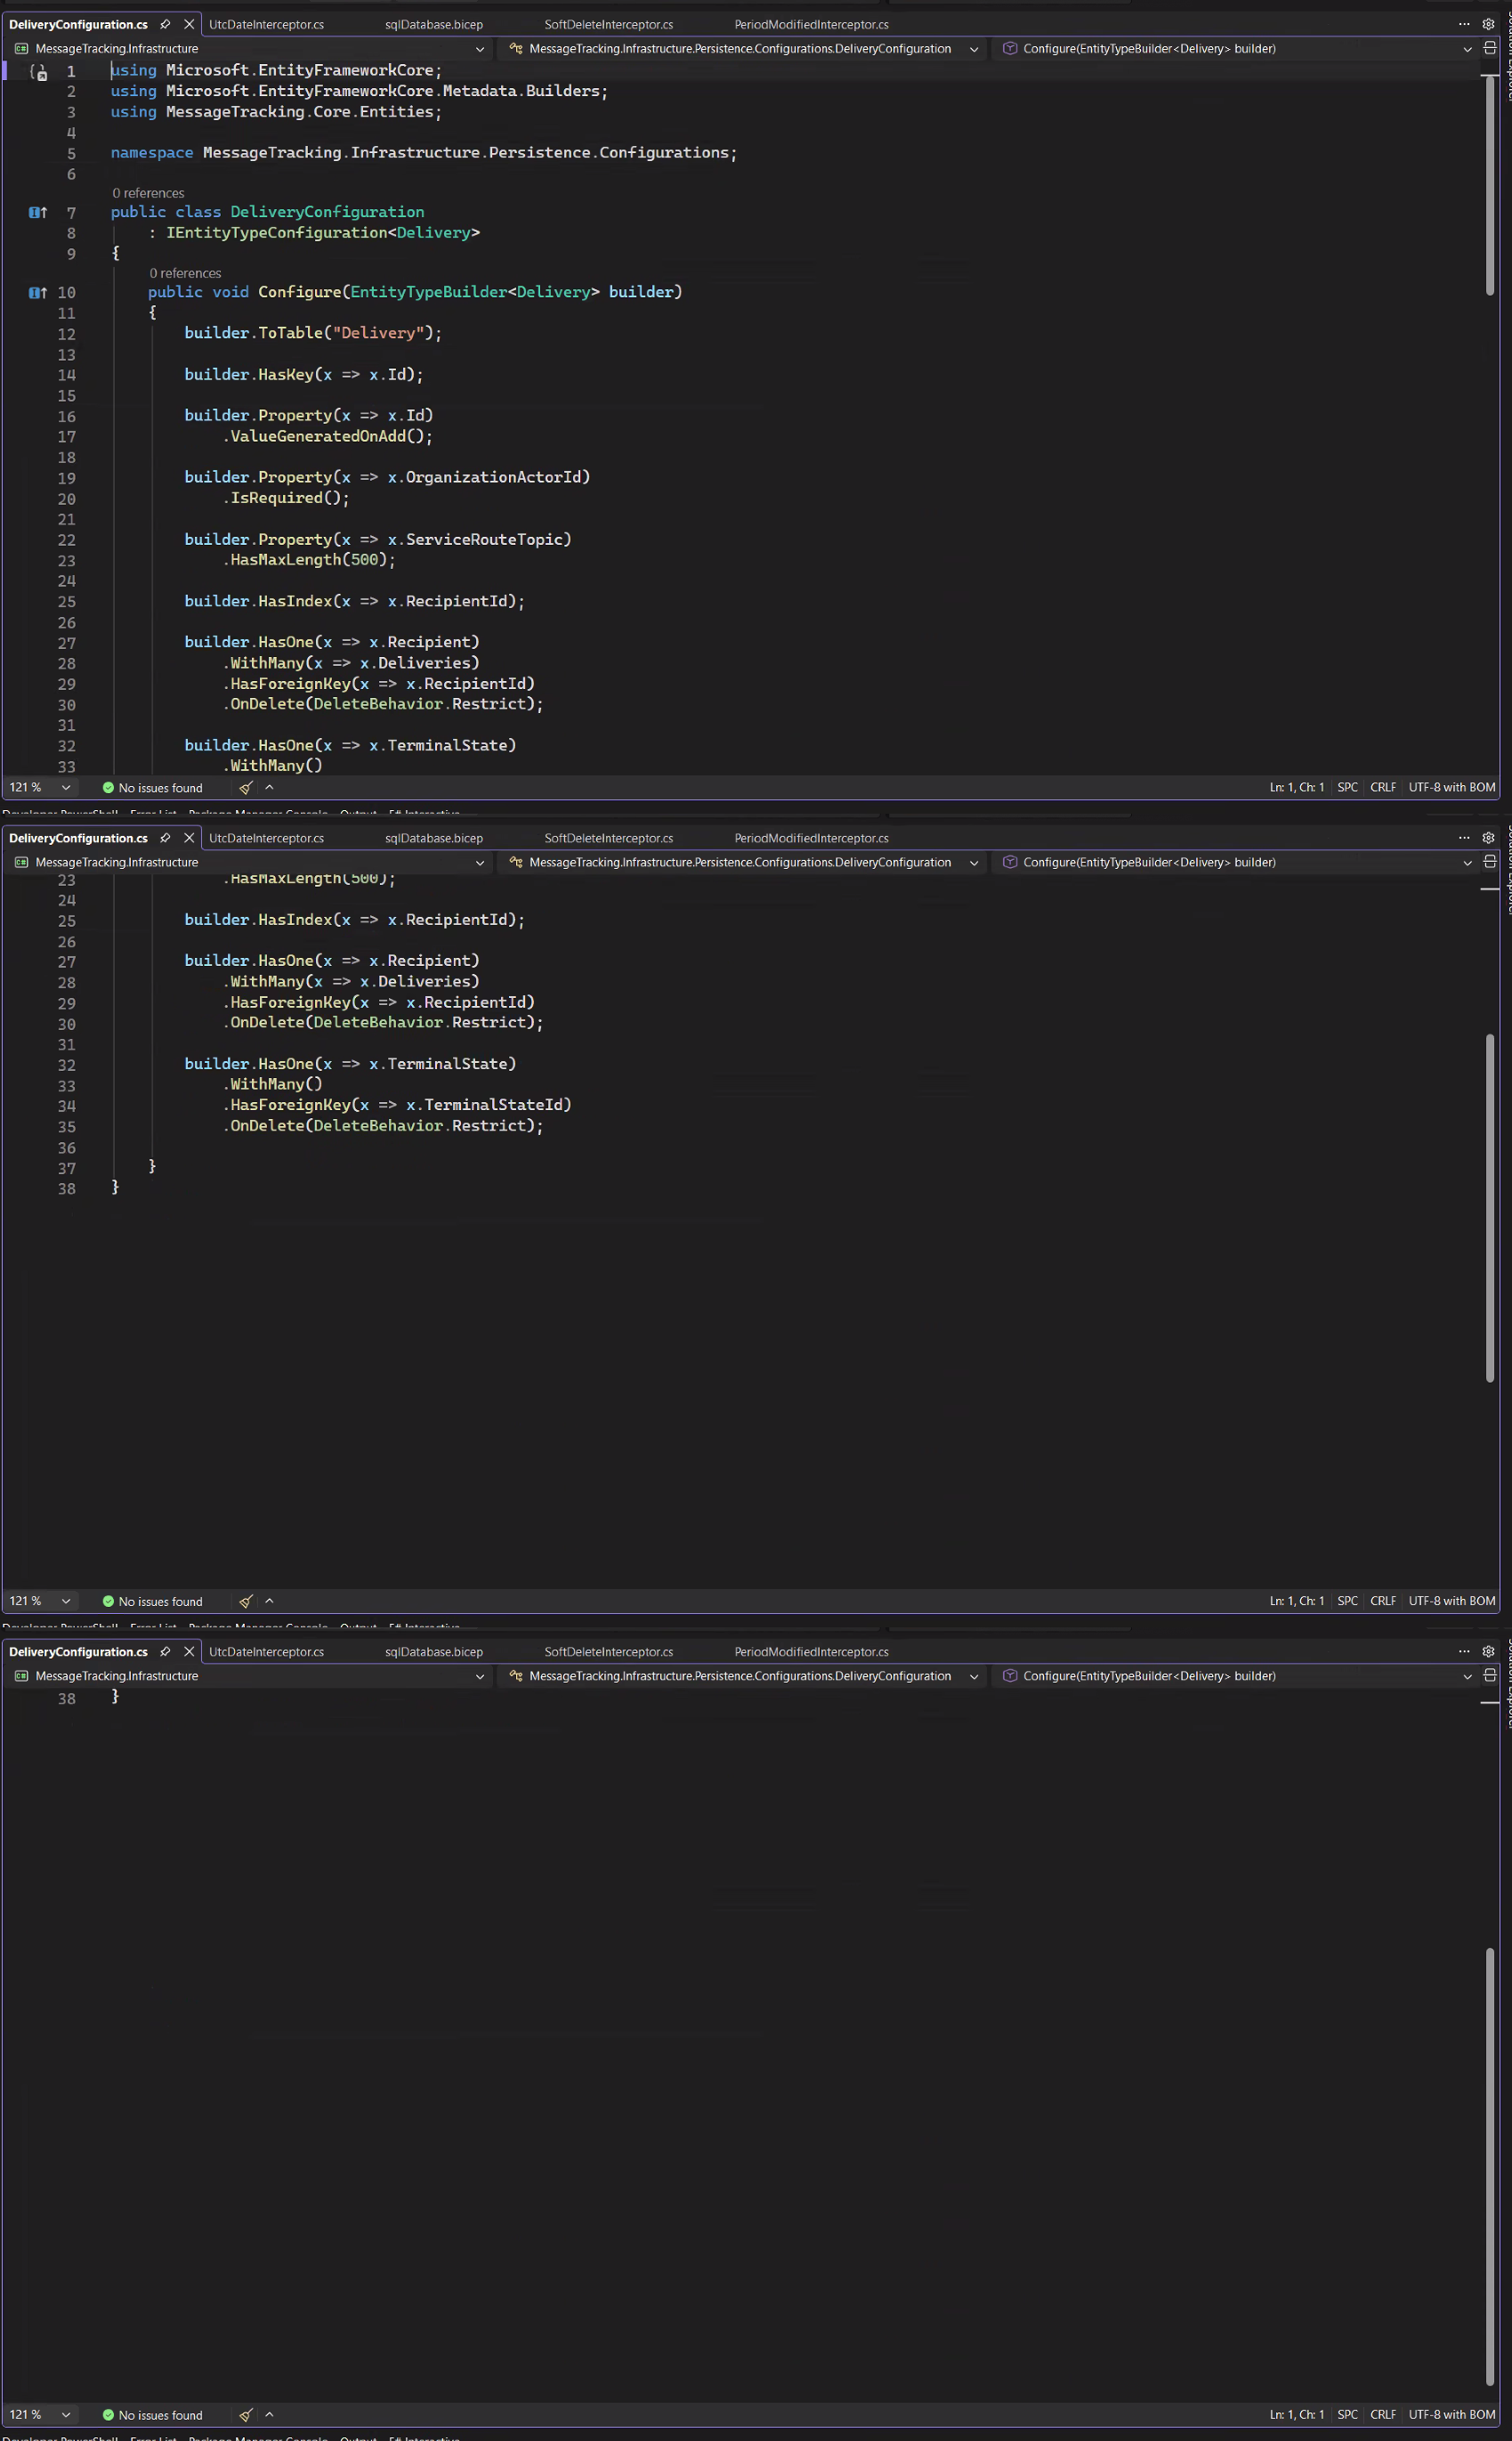 DeliveryConfiguration.cs UtcDateInterceptor.cs sqlDatabase.bicep SoftDeleteInterceptor.cs PeriodModifiedInterceptor.cs
MessageTracking.Infrastructure MessageTracking.Infrastructure.Persistence.Configurations.DeliveryConfiguration Configure(EntityTypeBuilder<Delivery> builder)
1 using Microsoft.EntityFrameworkCore;
2 using Microsoft.EntityFrameworkCore.Metadata.Builders;
3 using MessageTracking.Core.Entities;
4
5 namespace MessageTracking.Infrastructure.Persistence.Configurations;
6
0 references
7 public class DeliveryConfiguration
8 : IEntityTypeConfiguration<Delivery>
9 {
0 references
10 public void Configure(EntityTypeBuilder<Delivery> builder)
11 {
12 builder.ToTable("Delivery");
13
14 builder.HasKey(x => x.Id);
15
16 builder.Property(x => x.Id)
17 .ValueGeneratedOnAdd();
18
19 builder.Property(x => x.OrganizationActorId)
20 .IsRequired();
21
22 builder.Property(x => x.ServiceRouteTopic)
23 .HasMaxLength(500);
24
25 builder.HasIndex(x => x.RecipientId);
26
27 builder.HasOne(x => x.Recipient)
28 .WithMany(x => x.Deliveries)
29 .HasForeignKey(x => x.RecipientId)
30 .OnDelete(DeleteBehavior.Restrict);
31
32 builder.HasOne(x => x.TerminalState)
33 .WithMany()
121 % No issues found Ln: 1, Ch: 1 SPC CRLF UTF-8 with BOM
DeliveryConfiguration.cs UtcDateInterceptor.cs sqlDatabase.bicep SoftDeleteInterceptor.cs PeriodModifiedInterceptor.cs
MessageTracking.Infrastructure MessageTracking.Infrastructure.Persistence.Configurations.DeliveryConfiguration Configure(EntityTypeBuilder<Delivery> builder)
23 .HasMaxLength(500);
24
25 builder.HasIndex(x => x.RecipientId);
26
27 builder.HasOne(x => x.Recipient)
28 .WithMany(x => x.Deliveries)
29 .HasForeignKey(x => x.RecipientId)
30 .OnDelete(DeleteBehavior.Restrict);
31
32 builder.HasOne(x => x.TerminalState)
33 .WithMany()
34 .HasForeignKey(x => x.TerminalStateId)
35 .OnDelete(DeleteBehavior.Restrict);
36
37 }
38 }
121 % No issues found Ln: 1, Ch: 1 SPC CRLF UTF-8 with BOM
DeliveryConfiguration.cs UtcDateInterceptor.cs sqlDatabase.bicep SoftDeleteInterceptor.cs PeriodModifiedInterceptor.cs
MessageTracking.Infrastructure MessageTracking.Infrastructure.Persistence.Configurations.DeliveryConfiguration Configure(EntityTypeBuilder<Delivery> builder)
38 }
121 % No issues found Ln: 1, Ch: 1 SPC CRLF UTF-8 with BOM